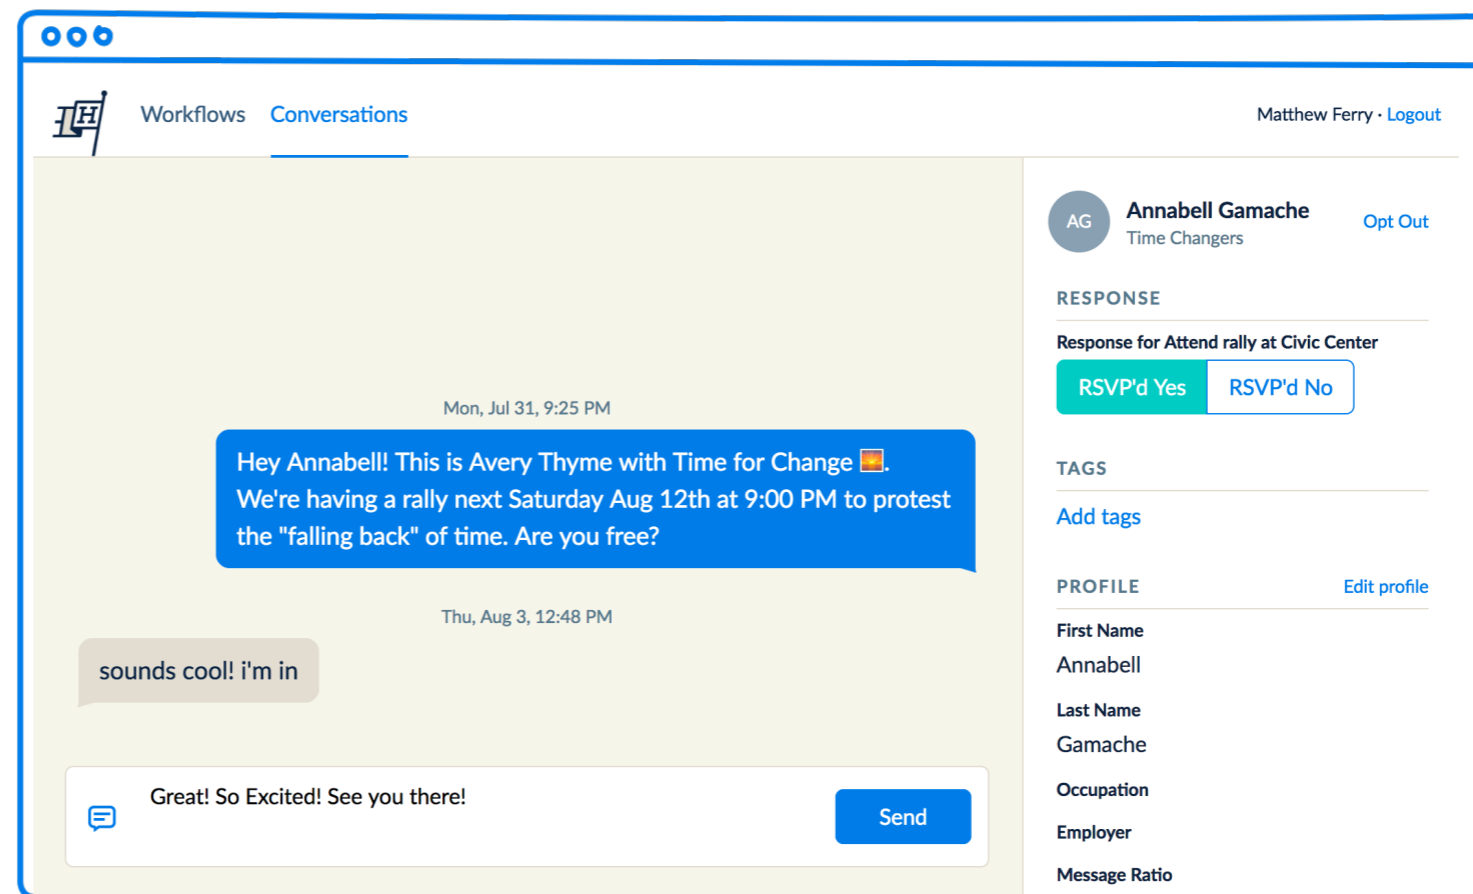 H
Workflows Conversations
Matthew Ferry · Logout
Mon, Jul 31, 9:25 PM
Hey Annabell! This is Avery Thyme with Time for Change 🌅.
We're having a rally next Saturday Aug 12th at 9:00 PM to protest
the "falling back" of time. Are you free?
Thu, Aug 3, 12:48 PM
sounds cool! i'm in
Great! So Excited! See you there!
Send
AG
Annabell Gamache
Time Changers
Opt Out
RESPONSE
Response for Attend rally at Civic Center
RSVP'd Yes RSVP'd No
TAGS
Add tags
PROFILE Edit profile
First Name
Annabell
Last Name
Gamache
Occupation
Employer
Message Ratio